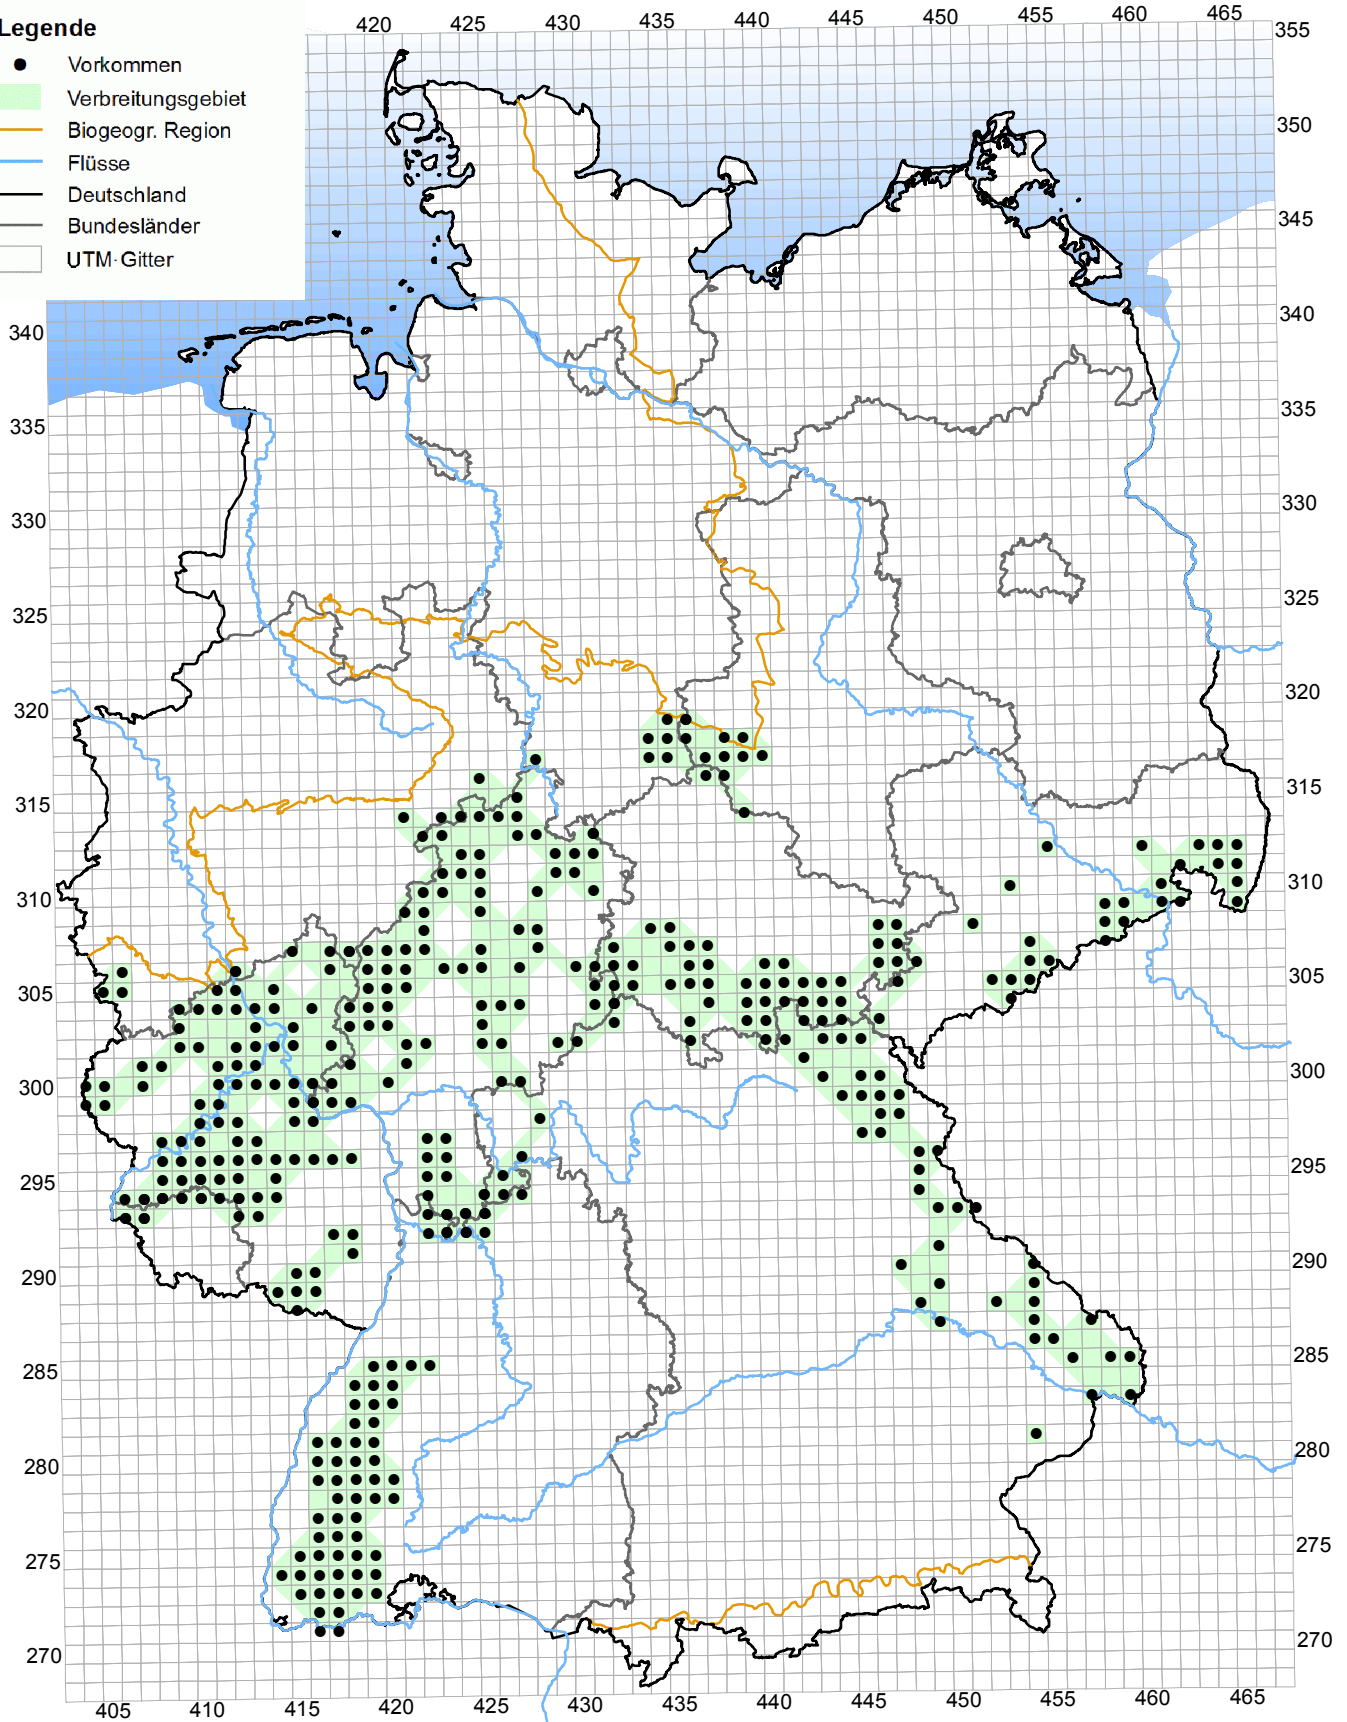 Legende
Vorkommen
Verbreitungsgebiet
Biogeogr. Region
Flüsse
Deutschland
Bundesländer
UTM-Gitter
420 425 430 435 440 445 450 455 460 465
355
350
345
340 340
335 335
330 330
325 325
320 320
315 315
310 310
305 305
300 300
295 295
290 290
285 285
280 280
275 275
270 270
405 410 415 420 425 430 435 440 445 450 455 460 465